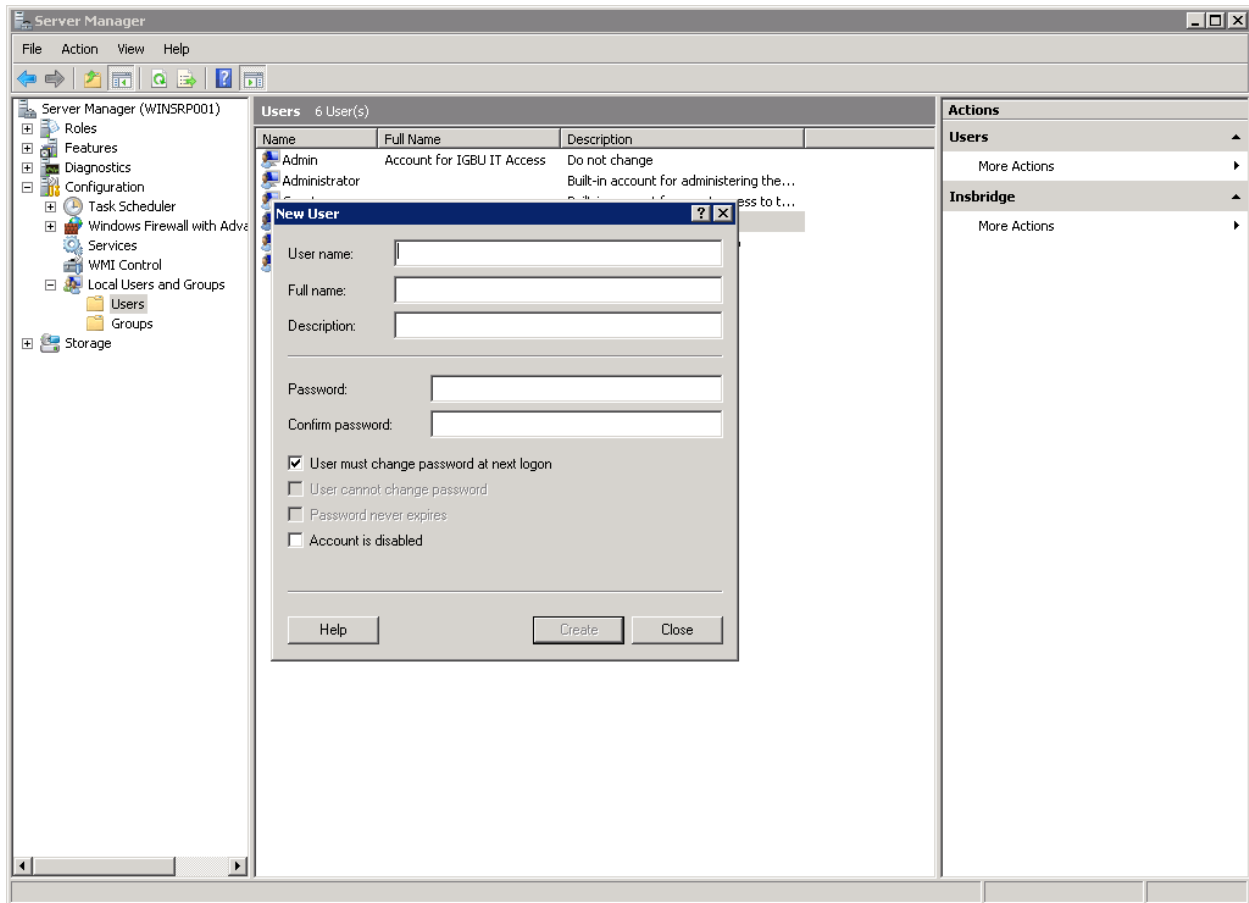 Server Manager
File Action View Help
Server Manager (WINSRP001)
Roles
Features
Diagnostics
Configuration
Task Scheduler
Windows Firewall with Adva
Services
WMI Control
Local Users and Groups
Users
Groups
Storage
Users 6 User(s)
Name Full Name Description
Admin Account for IGBU IT Access Do not change
Administrator Built-in account for administering the...
ess to t...
New User
User name:
Full name:
Description:
Password:
Confirm password:
User must change password at next logon
User cannot change password
Password never expires
Account is disabled
Help Create Close
Actions
Users
More Actions
Insbridge
More Actions